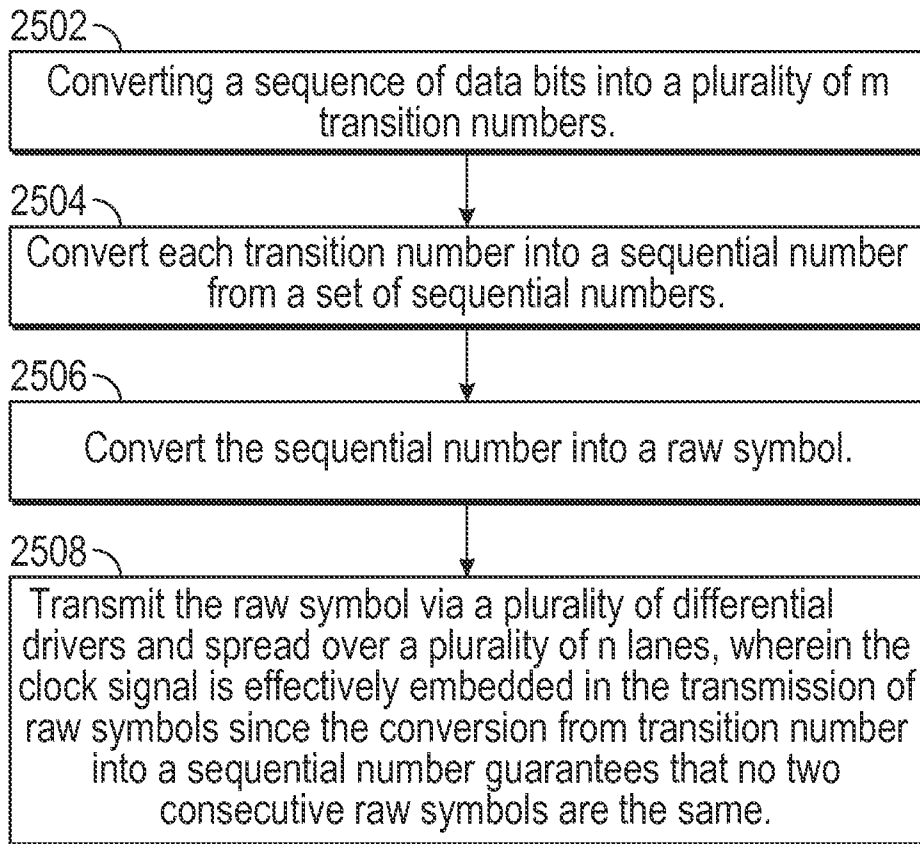 2502
Converting a sequence of data bits into a plurality of m
transition numbers.
2504
Convert each transition number into a sequential number
from a set of sequential numbers.
2506
Convert the sequential number into a raw symbol.
2508
Transmit the raw symbol via a plurality of differential
drivers and spread over a plurality of n lanes, wherein the
clock signal is effectively embedded in the transmission of
raw symbols since the conversion from transition number
into a sequential number guarantees that no two
consecutive raw symbols are the same.